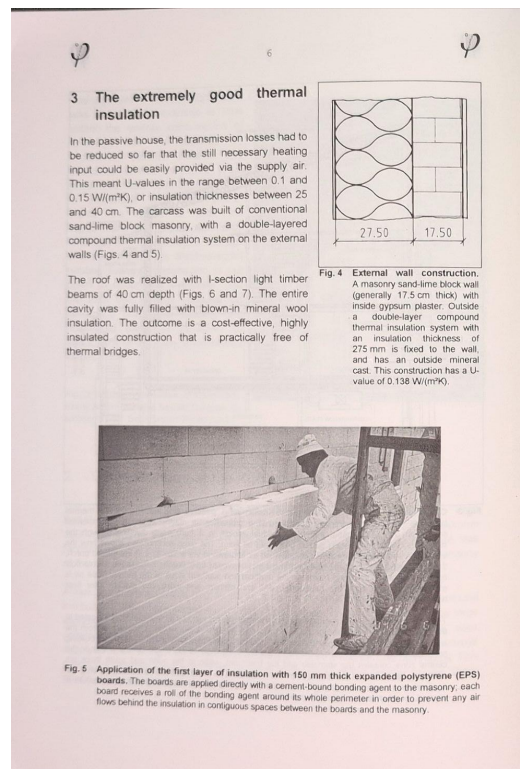 6
3 The extremely good thermal
insulation
In the passive house, the transmission losses had to
be reduced so far that the still necessary heating
input could be easily provided via the supply air.
This meant U-values in the range between 0.1 and
0.15 W/(m²K), or insulation thicknesses between 25
and 40 cm. The carcass was built of conventional
sand-lime block masonry, with a double-layered
compound thermal insulation system on the external
walls (Figs. 4 and 5).
The roof was realized with I-section light timber
beams of 40 cm depth (Figs. 6 and 7). The entire
cavity was fully filled with blown-in mineral wool
insulation. The outcome is a cost-effective, highly
insulated construction that is practically free of
thermal bridges.
27.50 17.50
Fig. 4 External wall construction.
A masonry sand-lime block wall
(generally 17.5 cm thick) with
inside gypsum plaster. Outside
a double-layer compound
thermal insulation system with
an insulation thickness of
275 mm is fixed to the wall,
and has an outside mineral
cast. This construction has a U-
value of 0.138 W/(m²K).
Fig. 5 Application of the first layer of insulation with 150 mm thick expanded polystyrene (EPS)
boards. The boards are applied directly with a cement-bound bonding agent to the masonry; each
board receives a roll of the bonding agent around its whole perimeter in order to prevent any air
flows behind the insulation in contiguous spaces between the boards and the masonry.